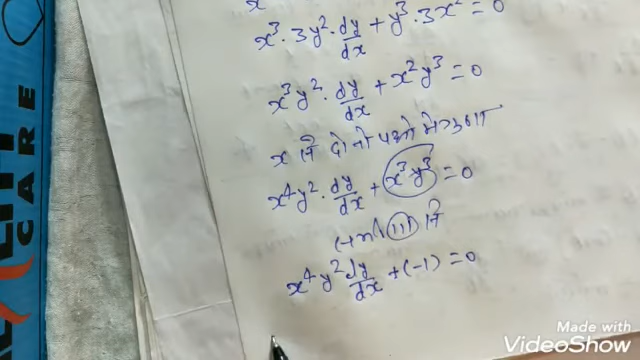 x³·3y²·dy/dx + y³·3x² = 0
x³y²·dy/dx + x²y³ = 0
x से दोनो पक्षो मे गुणा
x⁴y²·dy/dx + x³y³ = 0
(III) से
x⁴y² dy/dx + (-1) = 0
CARE
Made with
VideoShow